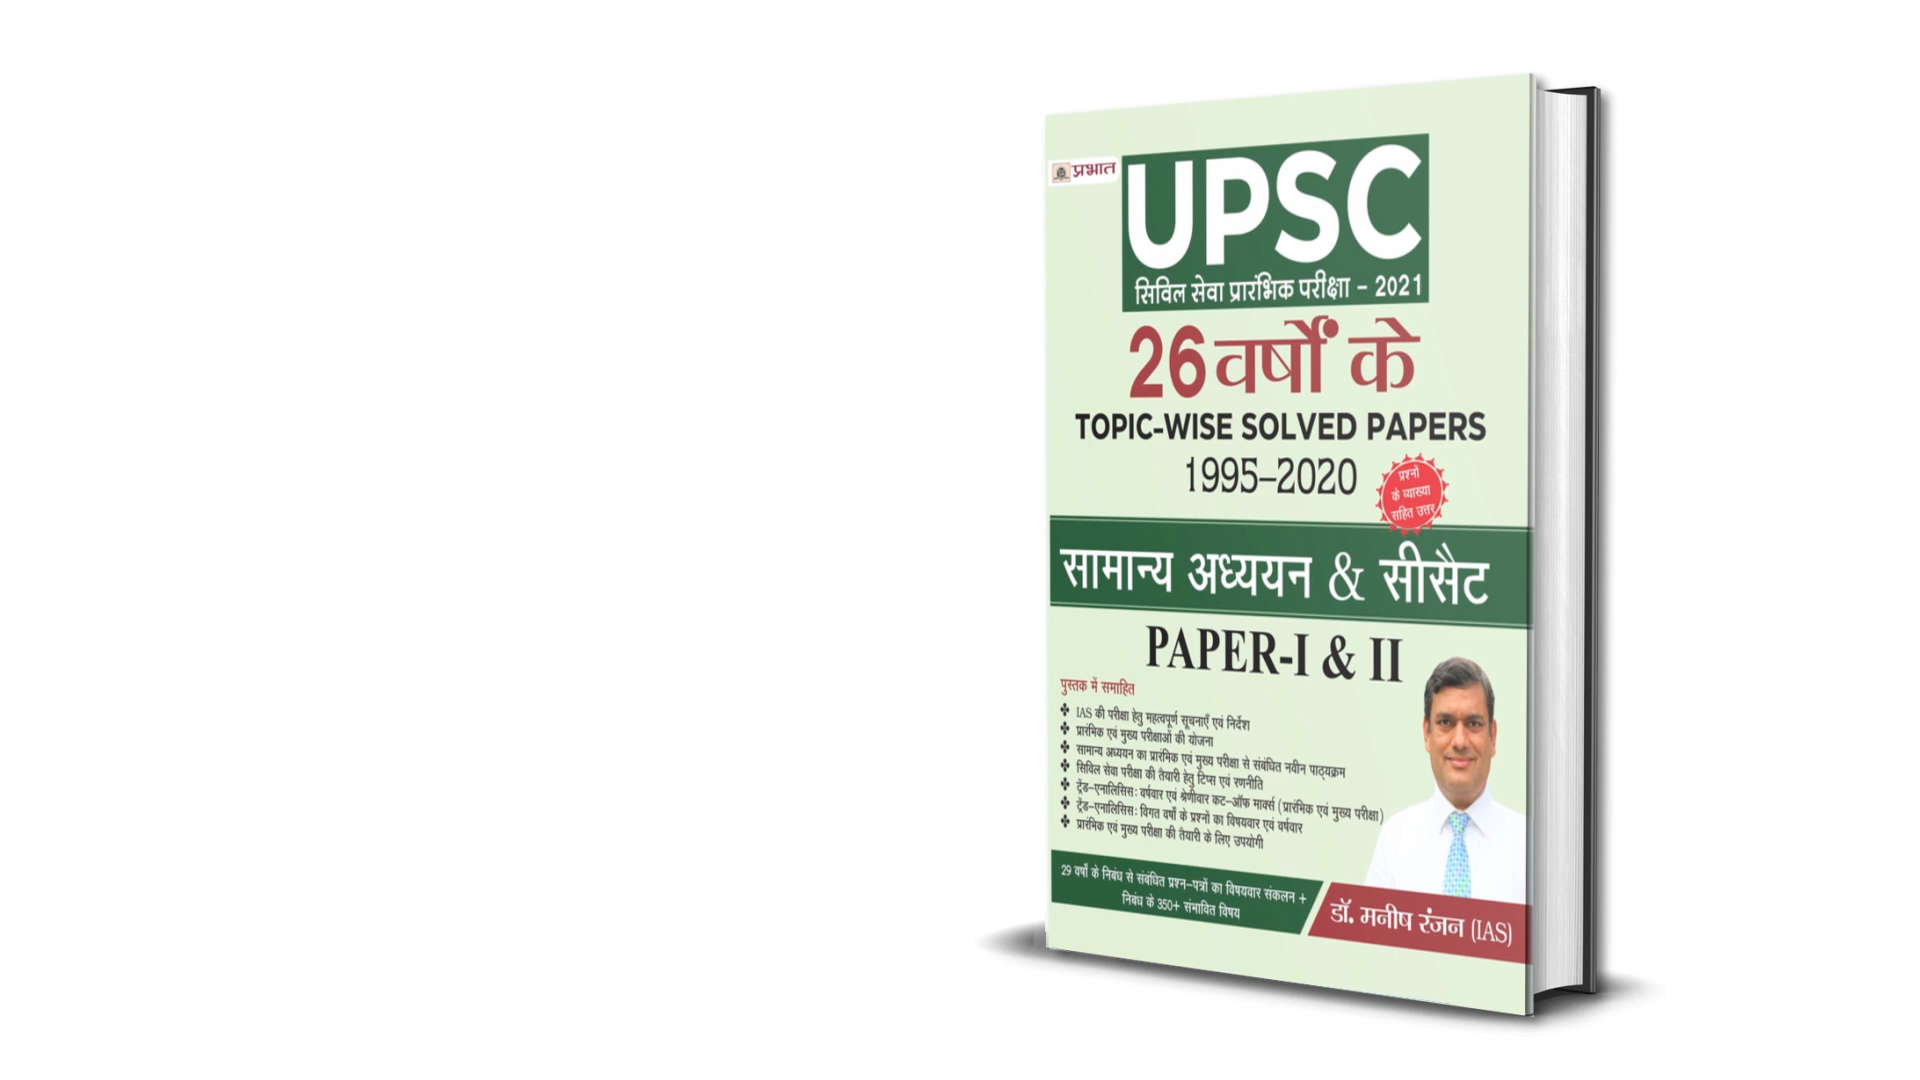 प्रभात
UPSC
सिविल सेवा प्रारंभिक परीक्षा - 2021
26 वर्षों के
TOPIC-WISE SOLVED PAPERS
1995–2020
प्रश्नों
के व्याख्या
सहित उत्तर
सामान्य अध्ययन & सीसैट
PAPER-I & II
पुस्तक में समाहित
IAS की परीक्षा हेतु महत्वपूर्ण सूचनाएँ एवं निर्देश
प्रारंभिक एवं मुख्य परीक्षाओं की योजना
सामान्य अध्ययन का प्रारंभिक एवं मुख्य परीक्षा से संबंधित नवीन पाठ्यक्रम
सिविल सेवा परीक्षा की तैयारी हेतु टिप्स एवं रणनीति
ट्रेंड-एनालिसिस: वर्षवार एवं श्रेणीवार कट-ऑफ मार्क्स (प्रारंभिक एवं मुख्य परीक्षा)
ट्रेंड-एनालिसिस: विगत वर्षों के प्रश्नों का विषयवार एवं वर्षवार
प्रारंभिक एवं मुख्य परीक्षा की तैयारी के लिए उपयोगी
29 वर्षों के निबंध से संबंधित प्रश्न-पत्रों का विषयवार संकलन +
निबंध के 350+ संभावित विषय
डॉ. मनीष रंजन (IAS)